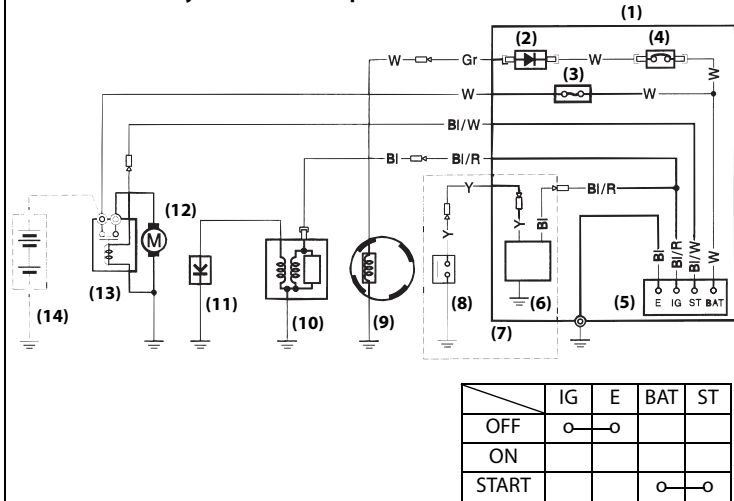 (1)
(2)
(4)
W
Gr
W
W
(3)
W
W
W
Bl/W
Bl
Bl/R
Y
Bl/R
(12)
Y
Y
Bl
Bl
Bl/R
Bl/W
W
M
(13)
(11)
(8)
(6)
(5)
E IG ST BAT
(14)
(10)
(9)
(7)
IG E BAT ST
OFF
ON
START